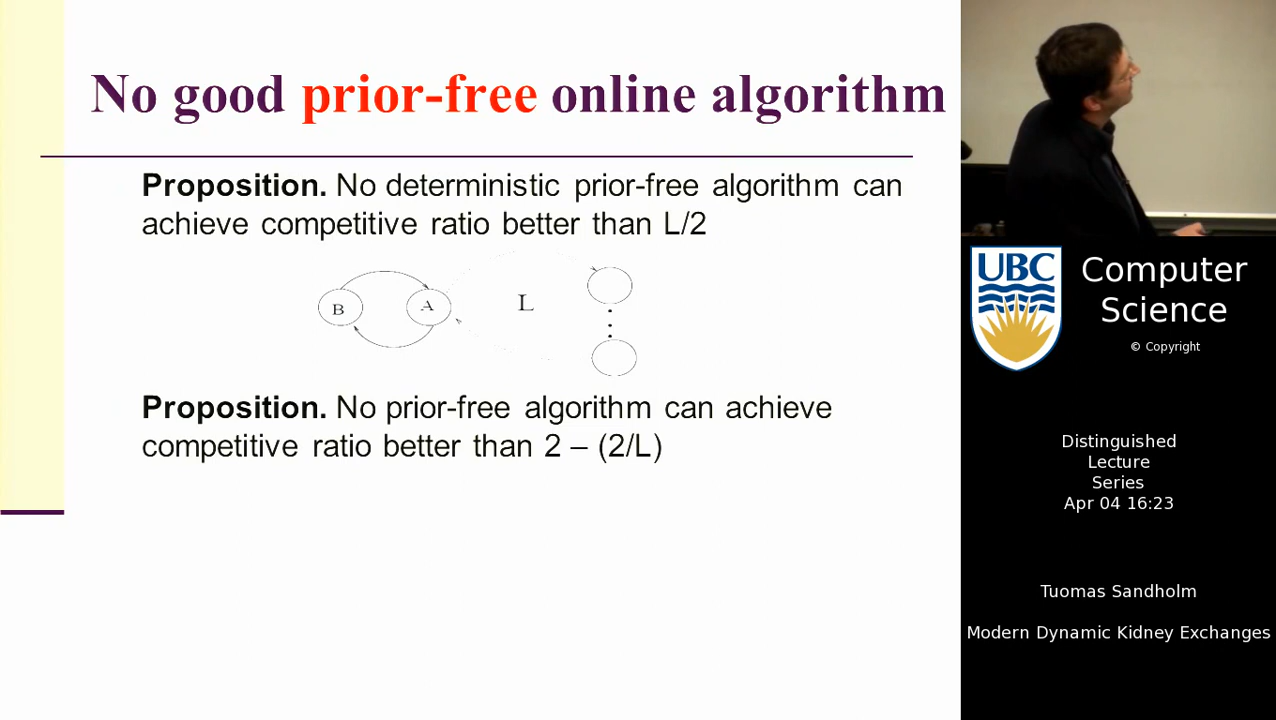 No good prior-free online algorithm
Proposition. No deterministic prior-free algorithm can
achieve competitive ratio better than L/2
B
A
L
Proposition. No prior-free algorithm can achieve
competitive ratio better than 2 – (2/L)
UBC
Computer
Science
© Copyright
Distinguished
Lecture
Series
Apr 04 16:23
Tuomas Sandholm
Modern Dynamic Kidney Exchanges